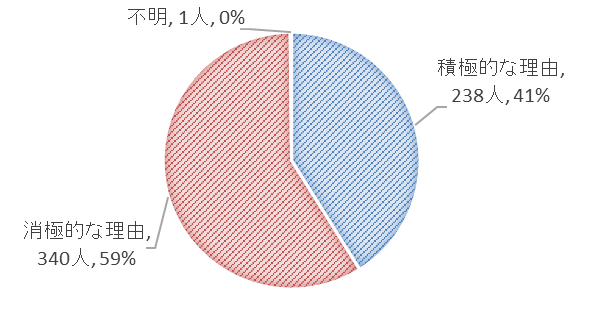 不明, 1人, 0%
積極的な理由,
238人, 41%
消極的な理由,
340人, 59%